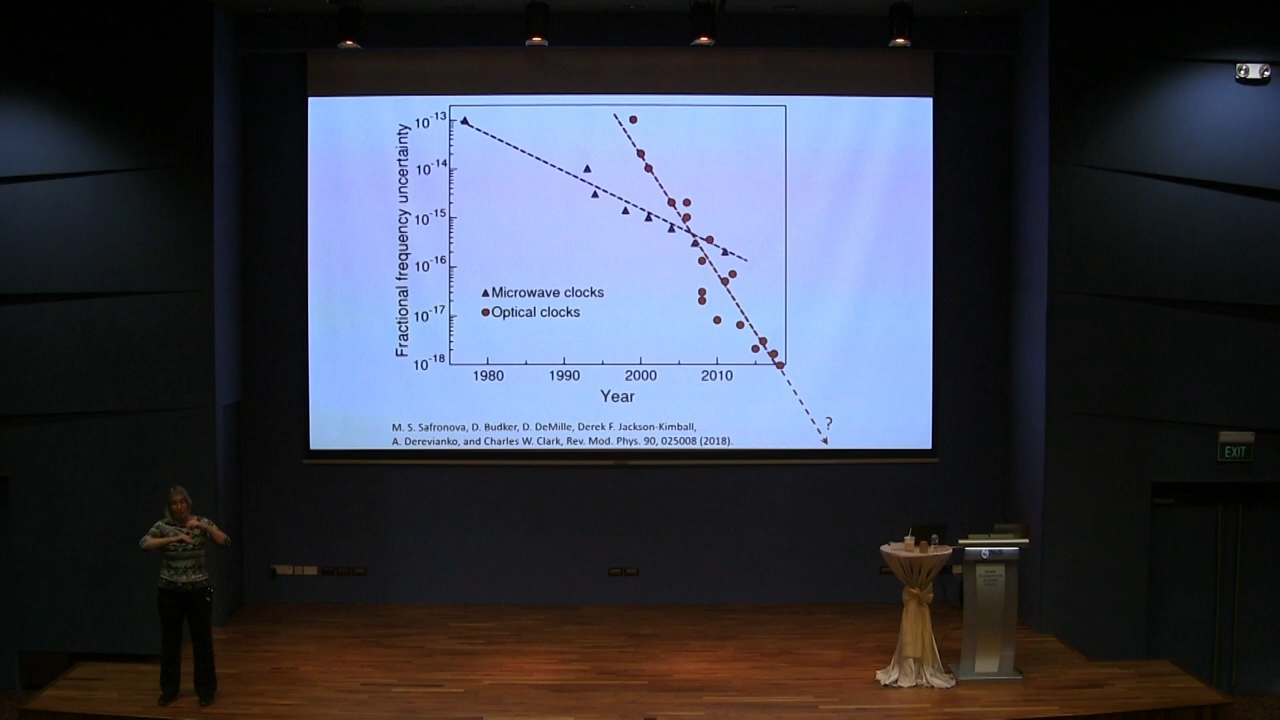 Fractional frequency uncertainty
10-13
10-14
10-15
10-16
10-17
10-18
Microwave clocks
Optical clocks
1980 1990 2000 2010
Year
?
M. S. Safronova, D. Budker, D. DeMille, Derek F. Jackson-Kimball,
A. Derevianko, and Charles W. Clark, Rev. Mod. Phys. 90, 025008 (2018).
EXIT